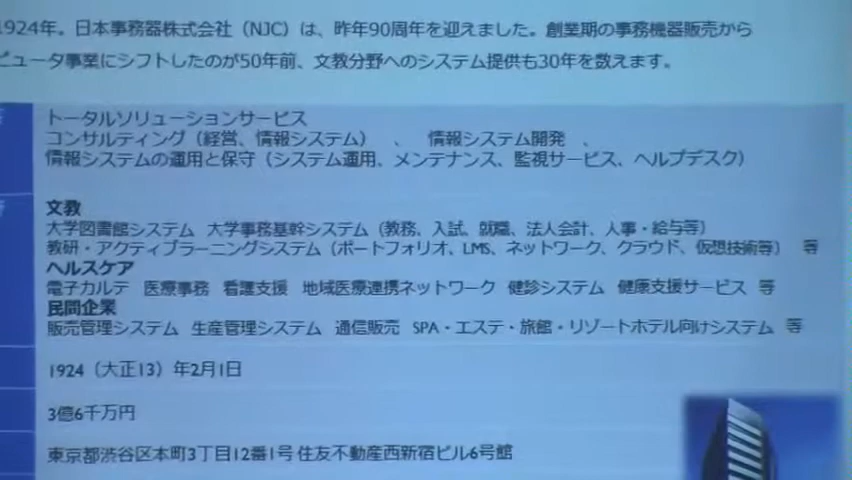 1924年。日本事務器株式会社（NJC）は、昨年90周年を迎えました。創業期の事務機器販売から
ピュータ事業にシフトしたのが50年前、文教分野へのシステム提供も30年を数えます。
トータルソリューションサービス
コンサルティング（経営、情報システム）　、　情報システム開発　、
情報システムの運用と保守（システム運用、メンテナンス、監視サービス、ヘルプデスク）
文教
大学図書館システム　大学事務基幹システム（教務、入試、就職、法人会計、人事・給与等）
教研・アクティブラーニングシステム（ポートフォリオ、LMS、ネットワーク、クラウド、仮想技術等）　等
ヘルスケア
電子カルテ　医療事務　看護支援　地域医療連携ネットワーク　健診システム　健康支援サービス　等
民間企業
販売管理システム　生産管理システム　通信販売　SPA・エステ・旅館・リゾートホテル向けシステム　等
1924（大正13）年2月1日
3億6千万円
東京都渋谷区本町3丁目12番1号 住友不動産西新宿ビル6号館